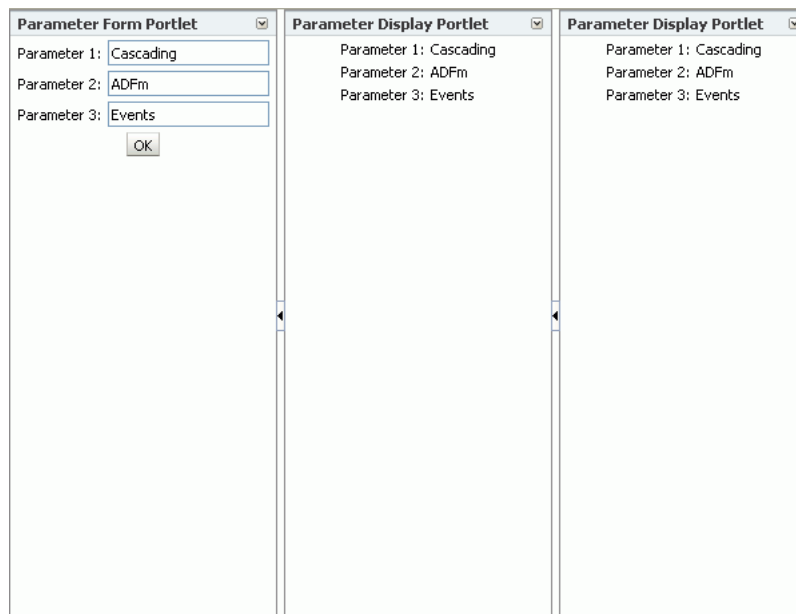 Parameter Form Portlet
Parameter 1: Cascading
Parameter 2: ADFm
Parameter 3: Events
OK
Parameter Display Portlet
Parameter 1: Cascading
Parameter 2: ADFm
Parameter 3: Events
Parameter Display Portlet
Parameter 1: Cascading
Parameter 2: ADFm
Parameter 3: Events